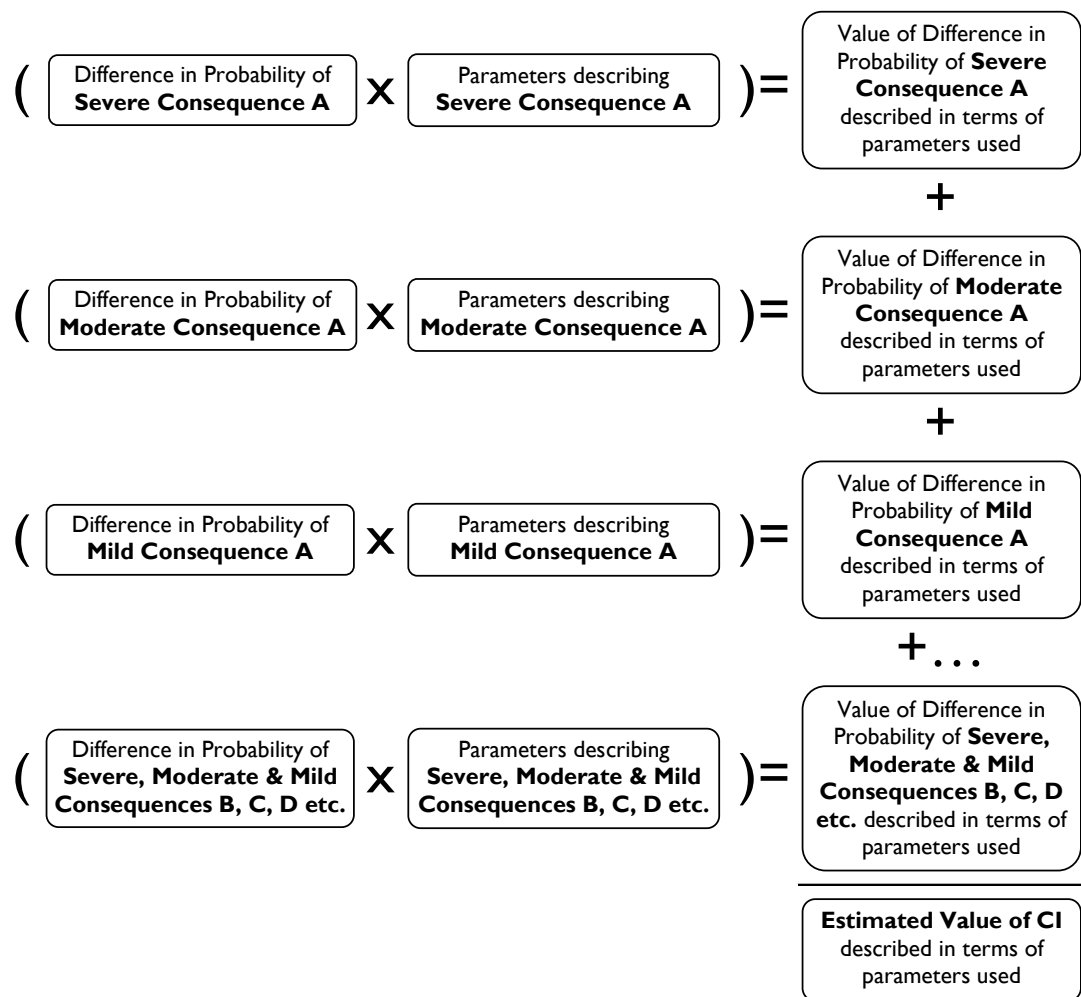 ( Difference in Probability of
Severe Consequence A
x
Parameters describing
Severe Consequence A
) =
Value of Difference in
Probability of Severe
Consequence A
described in terms of
parameters used
+
( Difference in Probability of
Moderate Consequence A
x
Parameters describing
Moderate Consequence A
) =
Value of Difference in
Probability of Moderate
Consequence A
described in terms of
parameters used
+
( Difference in Probability of
Mild Consequence A
x
Parameters describing
Mild Consequence A
) =
Value of Difference in
Probability of Mild
Consequence A
described in terms of
parameters used
+...
( Difference in Probability of
Severe, Moderate & Mild
Consequences B, C, D etc.
x
Parameters describing
Severe, Moderate & Mild
Consequences B, C, D etc.
) =
Value of Difference in
Probability of Severe,
Moderate & Mild
Consequences B, C, D
etc. described in terms of
parameters used
Estimated Value of CI
described in terms of
parameters used